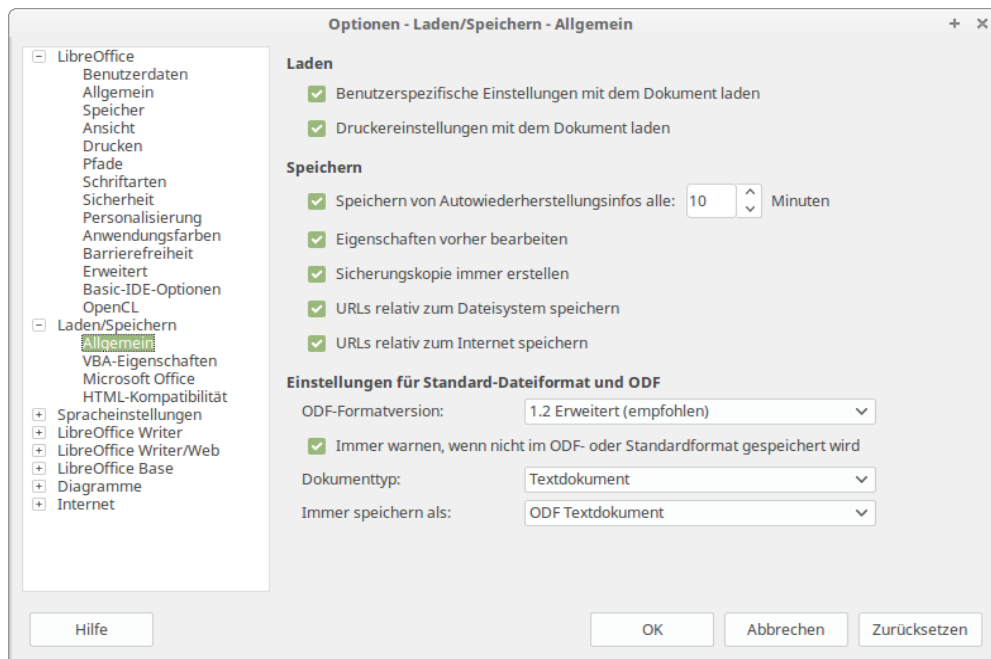 Optionen - Laden/Speichern - Allgemein
LibreOffice
Benutzerdaten
Allgemein
Speicher
Ansicht
Drucken
Pfade
Schriftarten
Sicherheit
Personalisierung
Anwendungsfarben
Barrierefreiheit
Erweitert
Basic-IDE-Optionen
OpenCL
Laden/Speichern
Allgemein
VBA-Eigenschaften
Microsoft Office
HTML-Kompatibilität
Spracheinstellungen
LibreOffice Writer
LibreOffice Writer/Web
LibreOffice Base
Diagramme
Internet
Laden
Benutzerspezifische Einstellungen mit dem Dokument laden
Druckereinstellungen mit dem Dokument laden
Speichern
Speichern von Autowiederherstellungsinfos alle: 10 Minuten
Eigenschaften vorher bearbeiten
Sicherungskopie immer erstellen
URLs relativ zum Dateisystem speichern
URLs relativ zum Internet speichern
Einstellungen für Standard-Dateiformat und ODF
ODF-Formatversion: 1.2 Erweitert (empfohlen)
Immer warnen, wenn nicht im ODF- oder Standardformat gespeichert wird
Dokumenttyp: Textdokument
Immer speichern als: ODF Textdokument
Hilfe OK Abbrechen Zurücksetzen